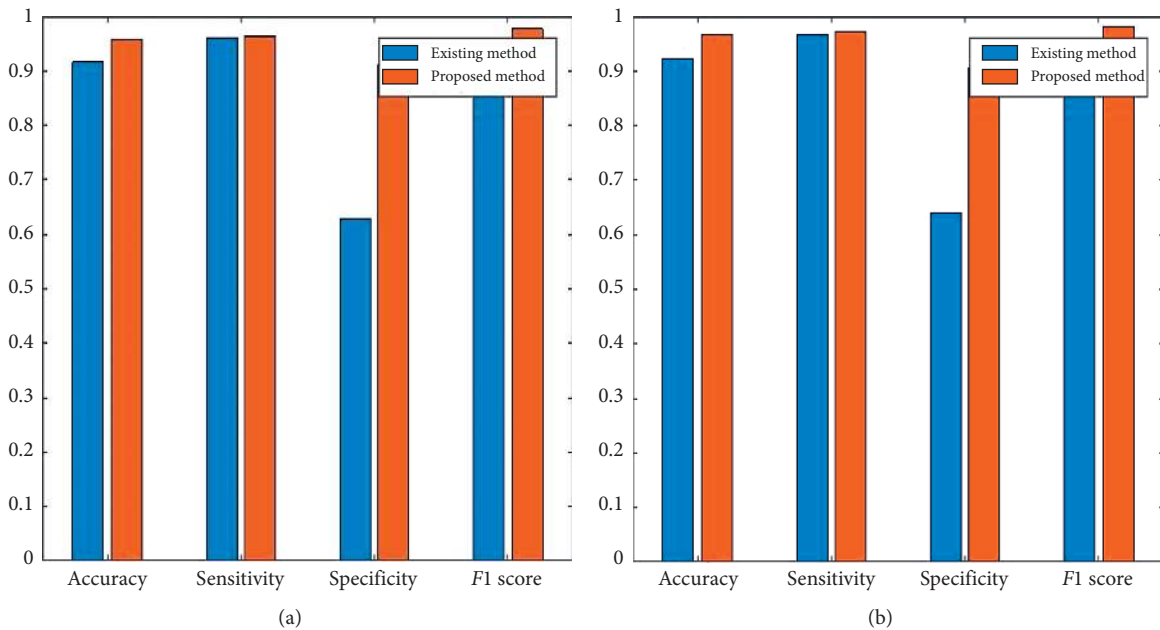 1
0.9
0.8
0.7
0.6
0.5
0.4
0.3
0.2
0.1
0
Existing method
Proposed method
Accuracy Sensitivity Specificity F1 score
(a)
1
0.9
0.8
0.7
0.6
0.5
0.4
0.3
0.2
0.1
0
Existing method
Proposed method
Accuracy Sensitivity Specificity F1 score
(b)